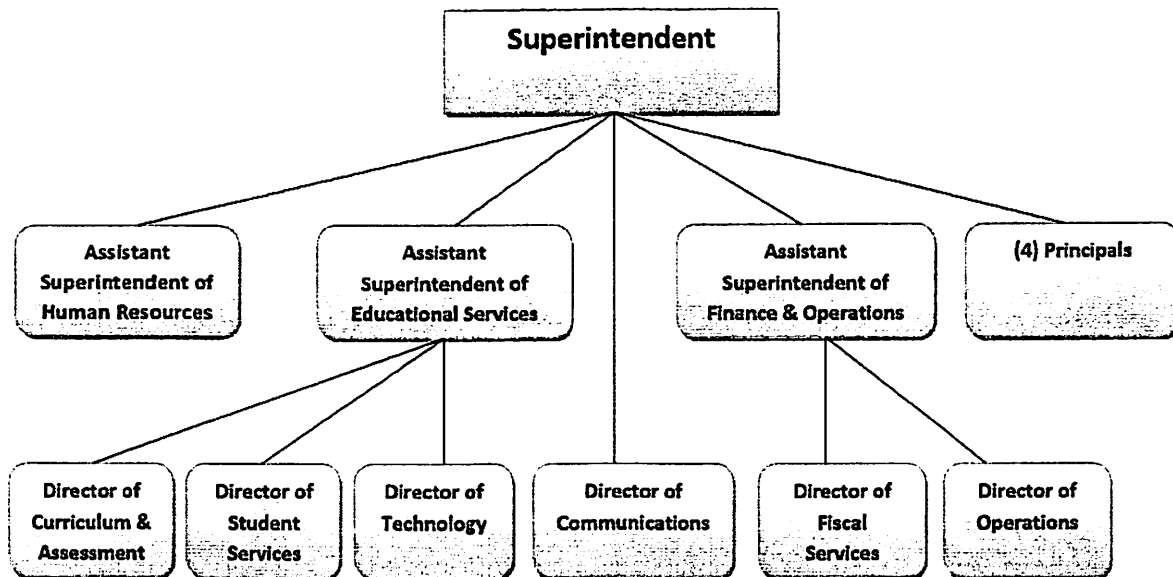 Superintendent
Assistant
Superintendent of
Human Resources
Assistant
Superintendent of
Educational Services
Assistant
Superintendent of
Finance & Operations
(4) Principals
Director of
Curriculum &
Assessment
Director of
Student
Services
Director of
Technology
Director of
Communications
Director of
Fiscal
Services
Director of
Operations